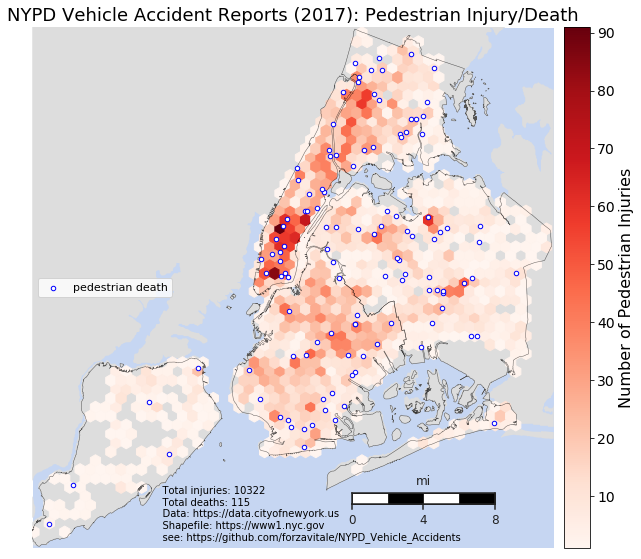 NYPD Vehicle Accident Reports (2017): Pedestrian Injury/Death
90
80
70
60
50
40
30
20
10
Number of Pedestrian Injuries
pedestrian death
mi
0 4 8
Total injuries: 10322
Total deaths: 115
Data: https://data.cityofnewyork.us
Shapefile: https://www1.nyc.gov
see: https://github.com/forzavitale/NYPD_Vehicle_Accidents